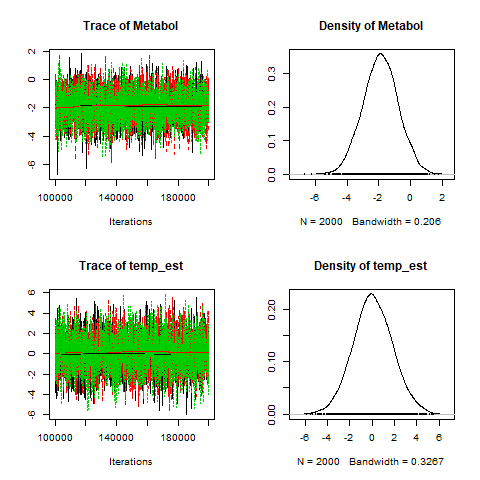 Trace of Metabol
2
0
-2
-4
-6
100000 140000 180000
Iterations
Density of Metabol
0.3
0.2
0.1
0.0
-6 -4 -2 0 2
N = 2000 Bandwidth = 0.206
Trace of temp_est
6
4
2
0
-2
-4
-6
100000 140000 180000
Iterations
Density of temp_est
0.20
0.10
0.00
-6 -4 -2 0 2 4 6
N = 2000 Bandwidth = 0.3267